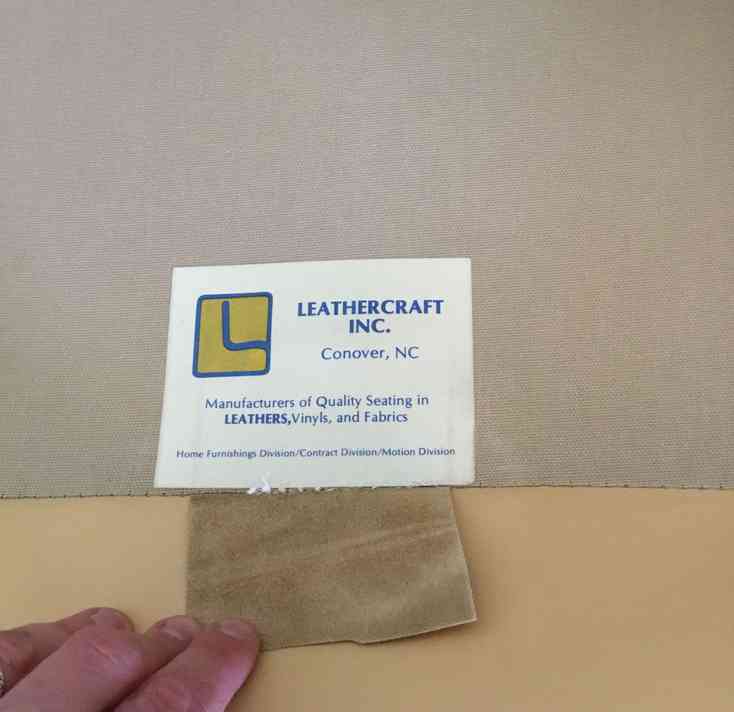 L
LEATHERCRAFT
INC.
Conover, NC
Manufacturers of Quality Seating in
LEATHERS,Vinyls, and Fabrics
Home Furnishings Division/Contract Division/Motion Division